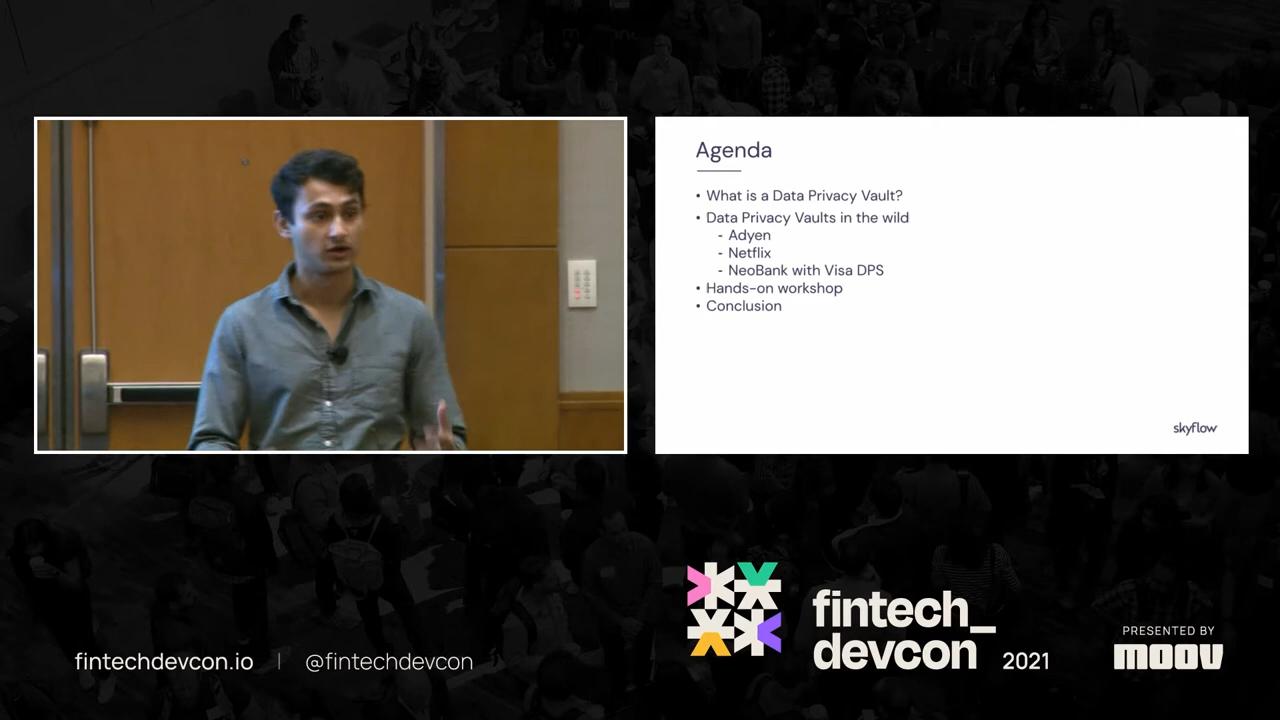 Agenda
• What is a Data Privacy Vault?
• Data Privacy Vaults in the wild
- Adyen
- Netflix
- NeoBank with Visa DPS
• Hands-on workshop
• Conclusion
skyflow
fintechdevcon.io | @fintechdevcon
fintech_
devcon 2021
PRESENTED BY
moov